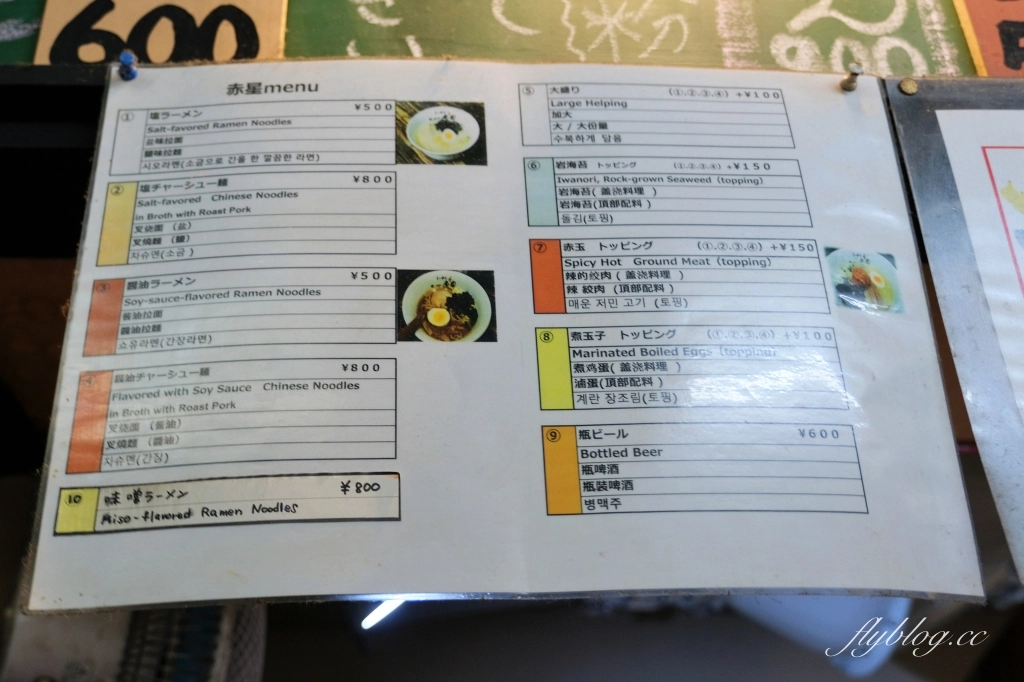 600
赤星menu
① 塩ラーメン ¥500
Salt-favored Ramen Noodles
盐味拉面
鹽味拉麵
시오라멘(소금으로 간을 한 깔끔한 라면)
② 塩チャーシュー麺 ¥800
Salt-favored Chinese Noodles
in Broth with Roast Pork
叉烧面 (盐)
叉燒麵 (鹽)
차슈멘(소금 )
③ 醤油ラーメン ¥500
Soy-sauce-flavored Ramen Noodles
酱油拉面
醬油拉麵
쇼유라멘(간장라면)
④ 醤油チャーシュー麺 ¥800
Flavored with Soy Sauce Chinese Noodles
in Broth with Roast Pork
叉烧面 (酱油)
叉燒麵 (醬油)
차슈멘(간장)
10 味噌ラーメン ¥800
Miso-flavored Ramen Noodles
⑤ 大盛り (①.②.③.④) +¥100
Large Helping
加大
大 / 大份量
수북하게 담음
⑥ 岩海苔 トッピング (①.②.③.④) +¥150
Iwanori, Rock-grown Seaweed (topping)
岩海苔( 盖浇料理 )
岩海苔(頂部配料 )
돌김(토핑)
⑦ 赤玉 トッピング (①.②.③.④) +¥150
Spicy Hot Ground Meat (topping)
辣的绞肉 ( 盖浇料理 )
辣 絞肉 (頂部配料 )
매운 저민 고기 (토핑)
⑧ 煮玉子 トッピング (①.②.③.④) +¥100
Marinated Boiled Eggs (topping)
煮鸡蛋( 盖浇料理 )
滷蛋(頂部配料 )
계란 장조림(토핑)
⑨ 瓶ビール ¥600
Bottled Beer
瓶啤酒
瓶裝啤酒
병맥주
flyblog.cc